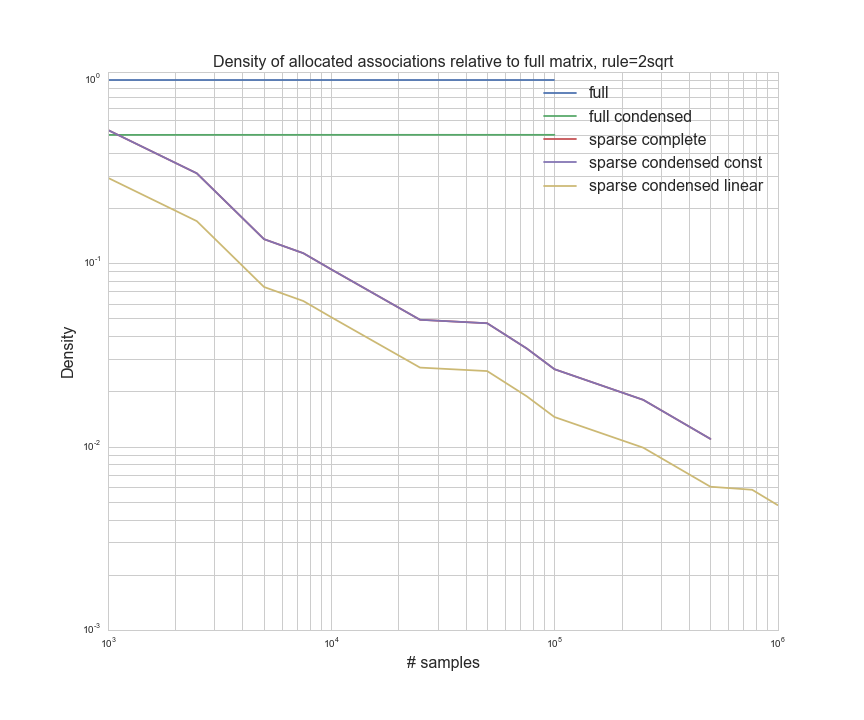 Density of allocated associations relative to full matrix, rule=2sqrt
10⁰
full
full condensed
sparse complete
sparse condensed const
sparse condensed linear
10⁻¹
Density
10⁻²
10⁻³
10³ 10⁴ 10⁵ 10⁶
# samples